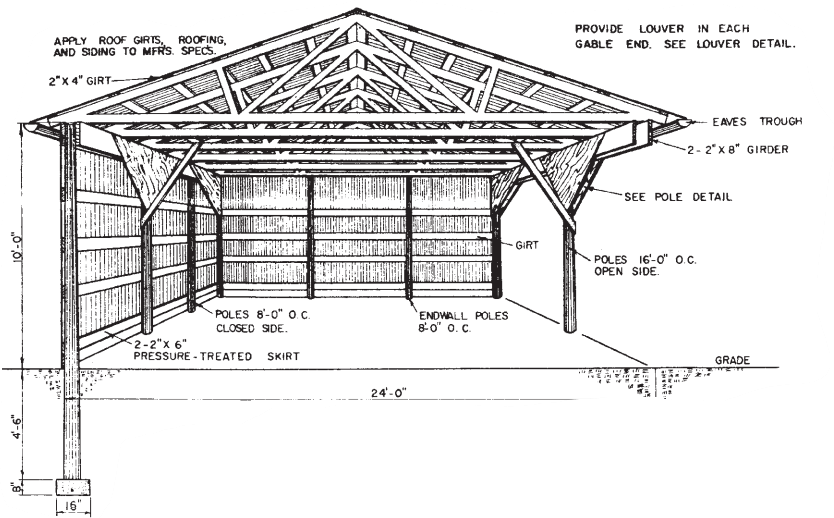 APPLY ROOF GIRTS, ROOFING,
AND SIDING TO MFR'S. SPEC'S.
PROVIDE LOUVER IN EACH
GABLE END. SEE LOUVER DETAIL.
2"X 4" GIRT
EAVES TROUGH
2- 2"X 8" GIRDER
SEE POLE DETAIL
10'-0"
GIRT
POLES 16'-0" O.C.
OPEN SIDE.
POLES 8'-0" O.C.
CLOSED SIDE.
ENDWALL POLES
8'-0" O.C.
2-2"X 6"
PRESSURE-TREATED SKIRT
GRADE
24'-0"
4'-6"
8"
16"